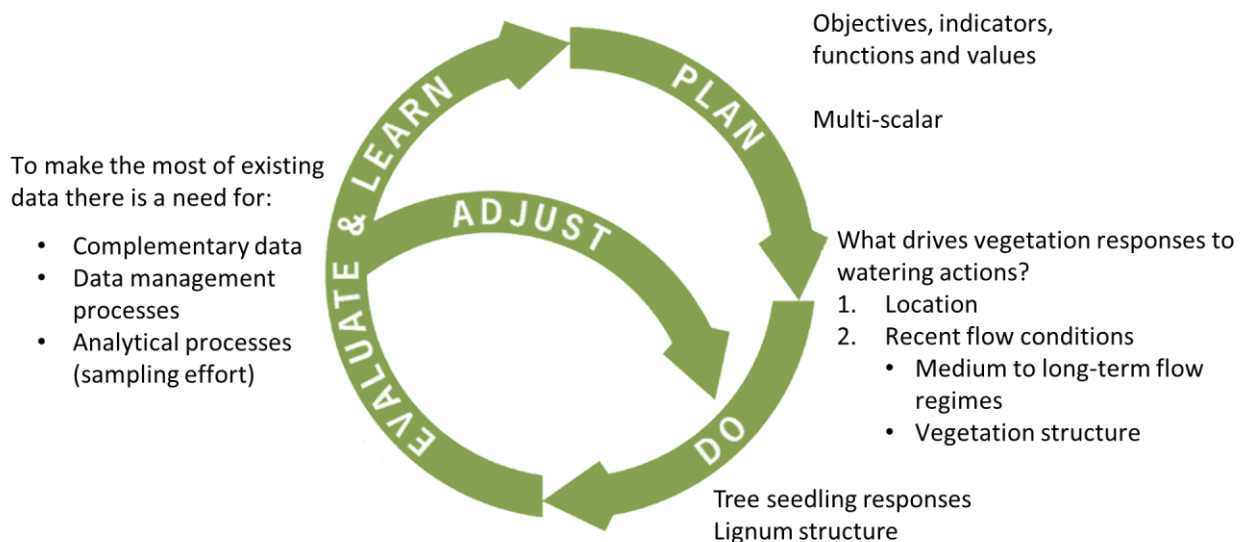 Objectives, indicators,
functions and values
Multi-scalar
PLAN
To make the most of existing
data there is a need for:
• Complementary data
• Data management
processes
• Analytical processes
(sampling effort)
EVALUATE & LEARN
ADJUST
What drives vegetation responses to
watering actions?
1. Location
2. Recent flow conditions
• Medium to long-term flow
regimes
• Vegetation structure
DO
Tree seedling responses
Lignum structure